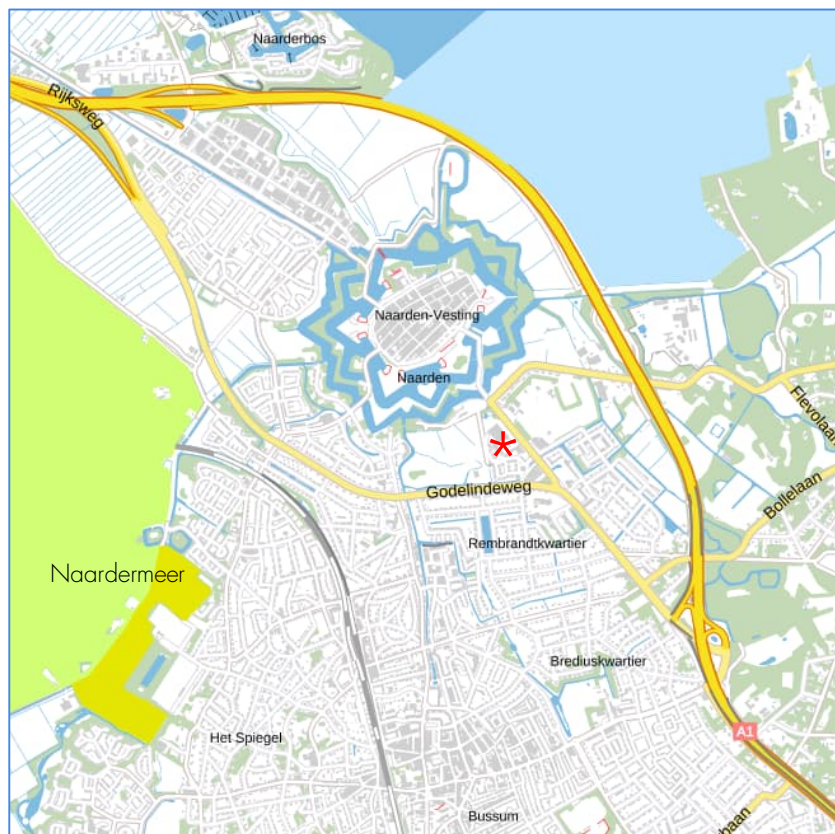 Naarderbos
Rijksweg
Naarden-Vesting
Naarden
Flevolaan
Godelindeweg
Bollelaan
Rembrandtkwartier
Naardermeer
Brediuskwartier
Het Spiegel
A1
Bussum